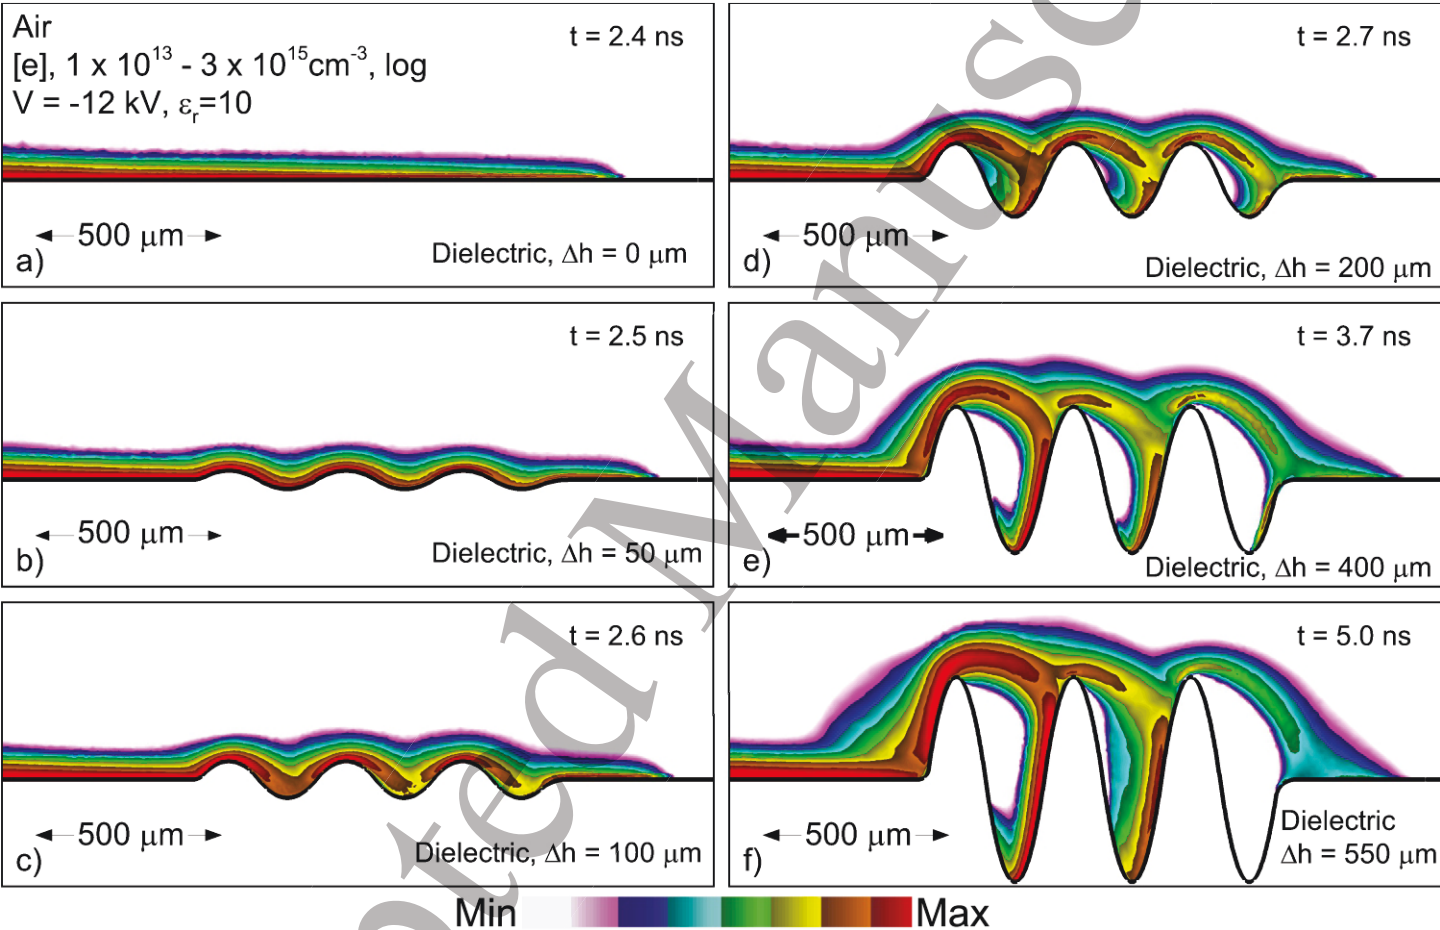 Air
[e], 1 x 10¹³ - 3 x 10¹⁵cm⁻³, log
V = -12 kV, εᵣ=10
t = 2.4 ns
500 μm
a)
Dielectric, Δh = 0 μm
t = 2.5 ns
500 μm
b)
Dielectric, Δh = 50 μm
t = 2.6 ns
500 μm
c)
Dielectric, Δh = 100 μm
t = 2.7 ns
500 μm
d)
Dielectric, Δh = 200 μm
t = 3.7 ns
500 μm
e)
Dielectric, Δh = 400 μm
t = 5.0 ns
500 μm
f)
Dielectric
Δh = 550 μm
Min
Max
pted Manusc